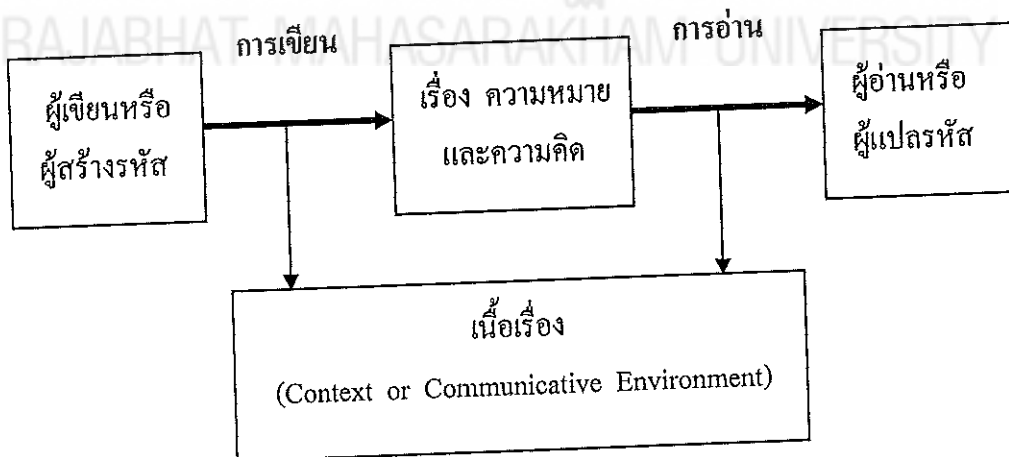 RAJABHAT MAHASARAKHAM UNIVERSITY
การเขียน
การอ่าน
ผู้เขียนหรือ
ผู้สร้างรหัส
เรื่อง ความหมาย
และความคิด
ผู้อ่านหรือ
ผู้แปลรหัส
เนื้อเรื่อง
(Context or Communicative Environment)